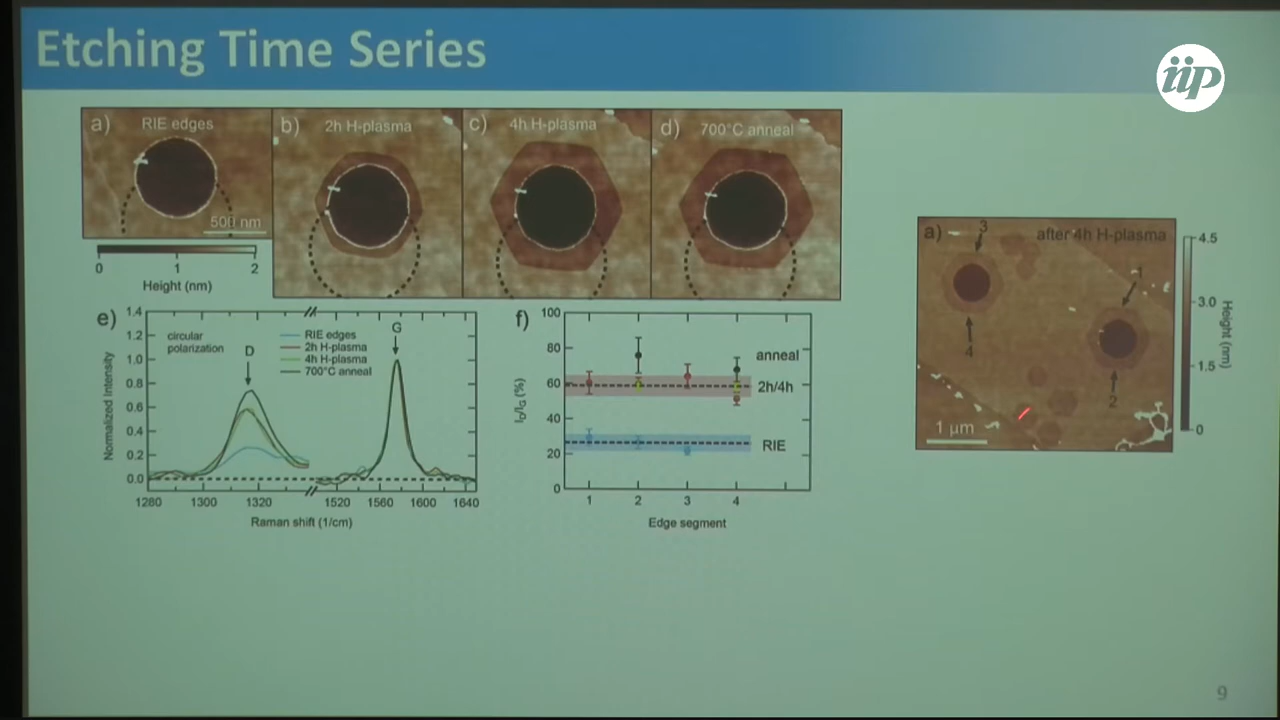 Etching Time Series
iip
a) RIE edges
500 nm
b) 2h H-plasma
c) 4h H-plasma
d) 700°C anneal
0 1 2
Height (nm)
a) after 4h H-plasma
3
1
4
2
1 μm
4.5
3.0
1.5
0
Height (nm)
e)
1.4
1.2
1.0
0.8
0.6
0.4
0.2
0.0
Normalized Intensity
circular
polarization
D
G
RIE edges
2h H-plasma
4h H-plasma
700°C anneal
1280 1300 1320 1520 1560 1600 1640
Raman shift (1/cm)
f)
100
80
60
40
20
0
I_D/I_G (%)
anneal
2h/4h
RIE
1 2 3 4
Edge segment
9